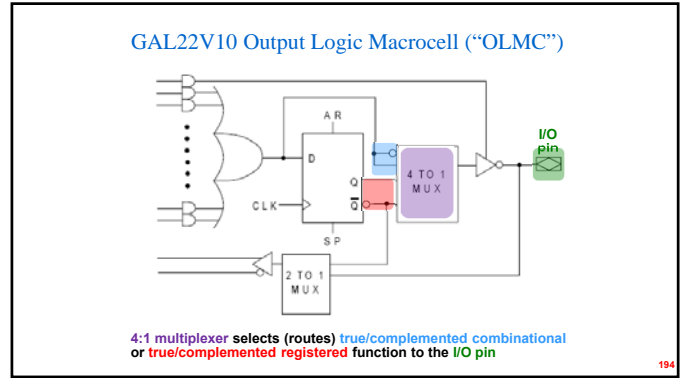 GAL22V10 Output Logic Macrocell (“OLMC”)
AR
I/O
pin
D
4 TO 1
MUX
Q
CLK
Q
SP
2 TO 1
MUX
4:1 multiplexer selects (routes) true/complemented combinational
or true/complemented registered function to the I/O pin
194